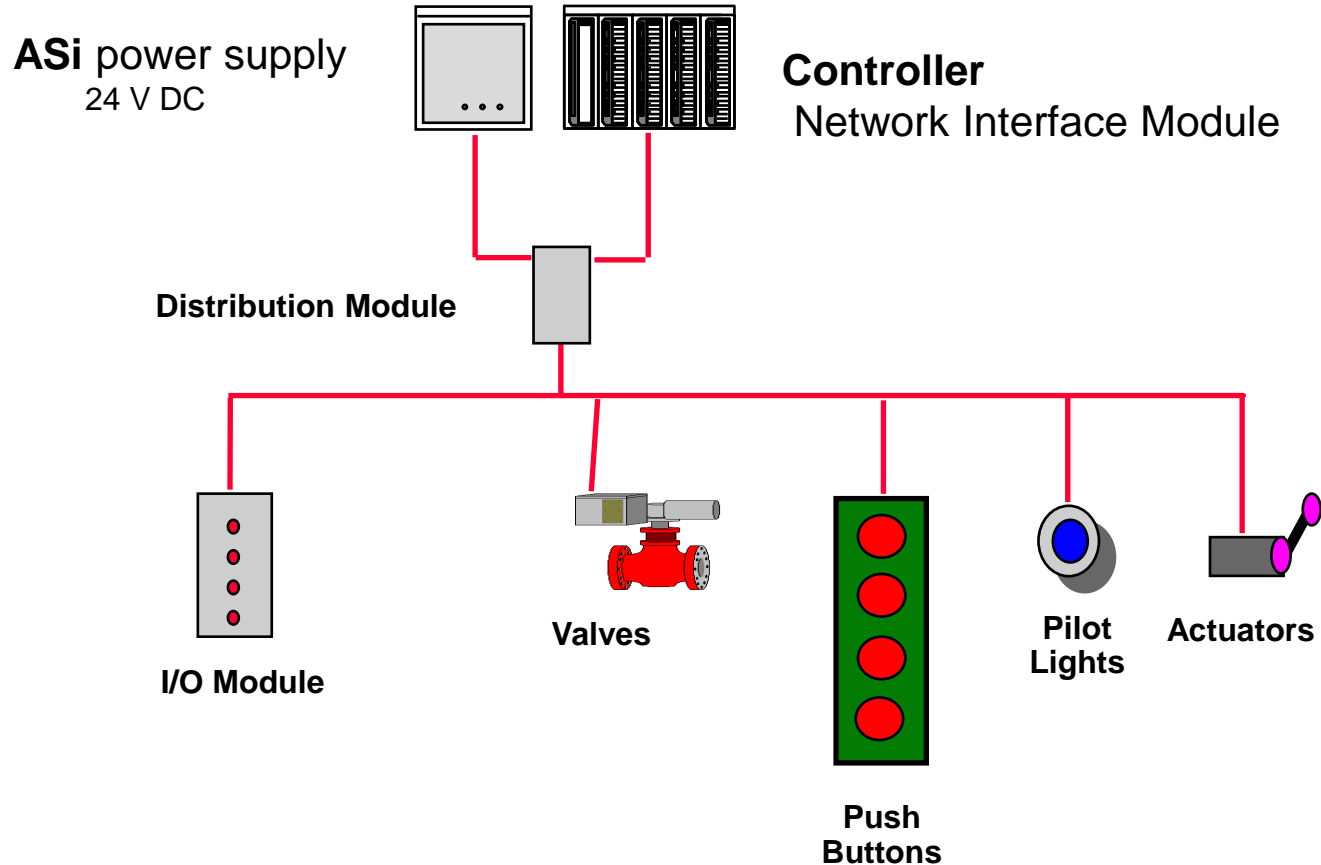 ASi power supply
24 V DC
Controller
Network Interface Module
Distribution Module
I/O Module
Valves
Push
Buttons
Pilot
Lights
Actuators